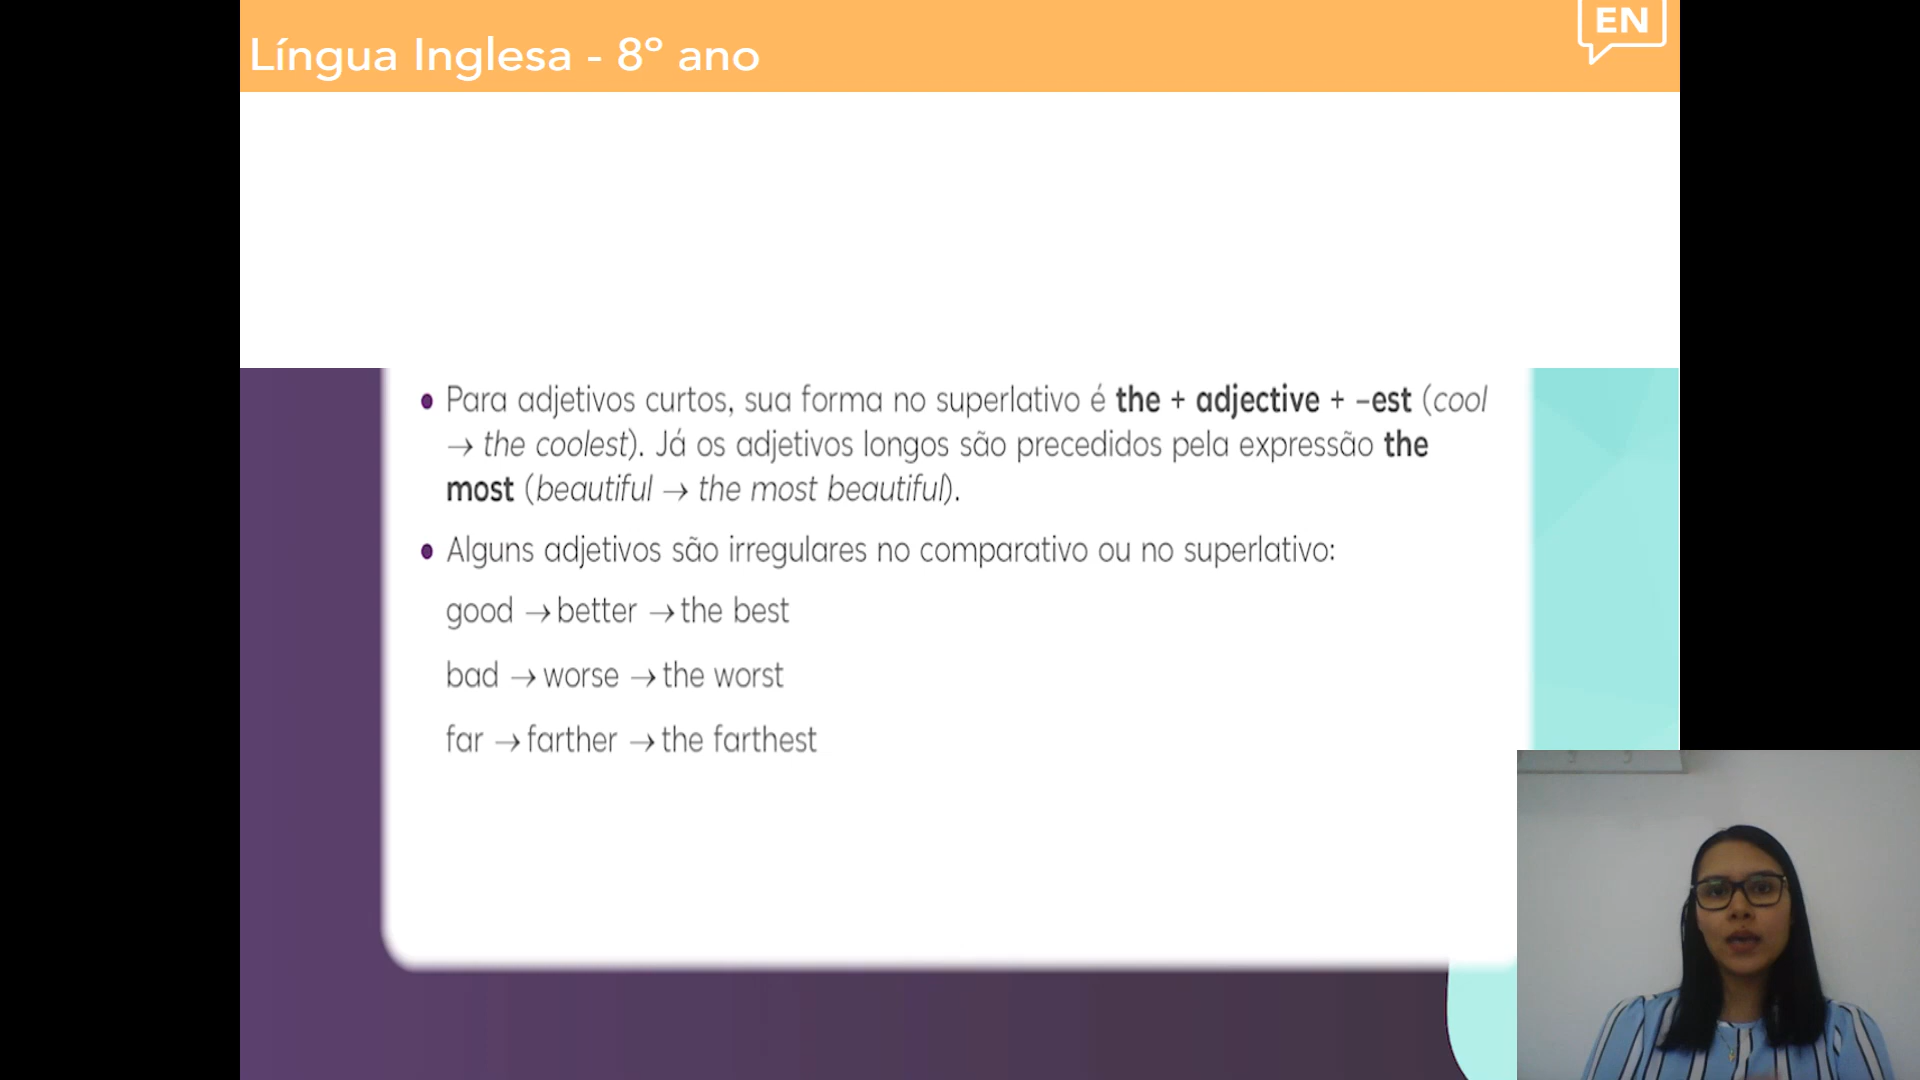 EN
Língua Inglesa - 8º ano
• Para adjetivos curtos, sua forma no superlativo é the + adjective + –est (cool
→ the coolest). Já os adjetivos longos são precedidos pela expressão the
most (beautiful → the most beautiful).
• Alguns adjetivos são irregulares no comparativo ou no superlativo:
good → better → the best
bad → worse → the worst
far → farther → the farthest